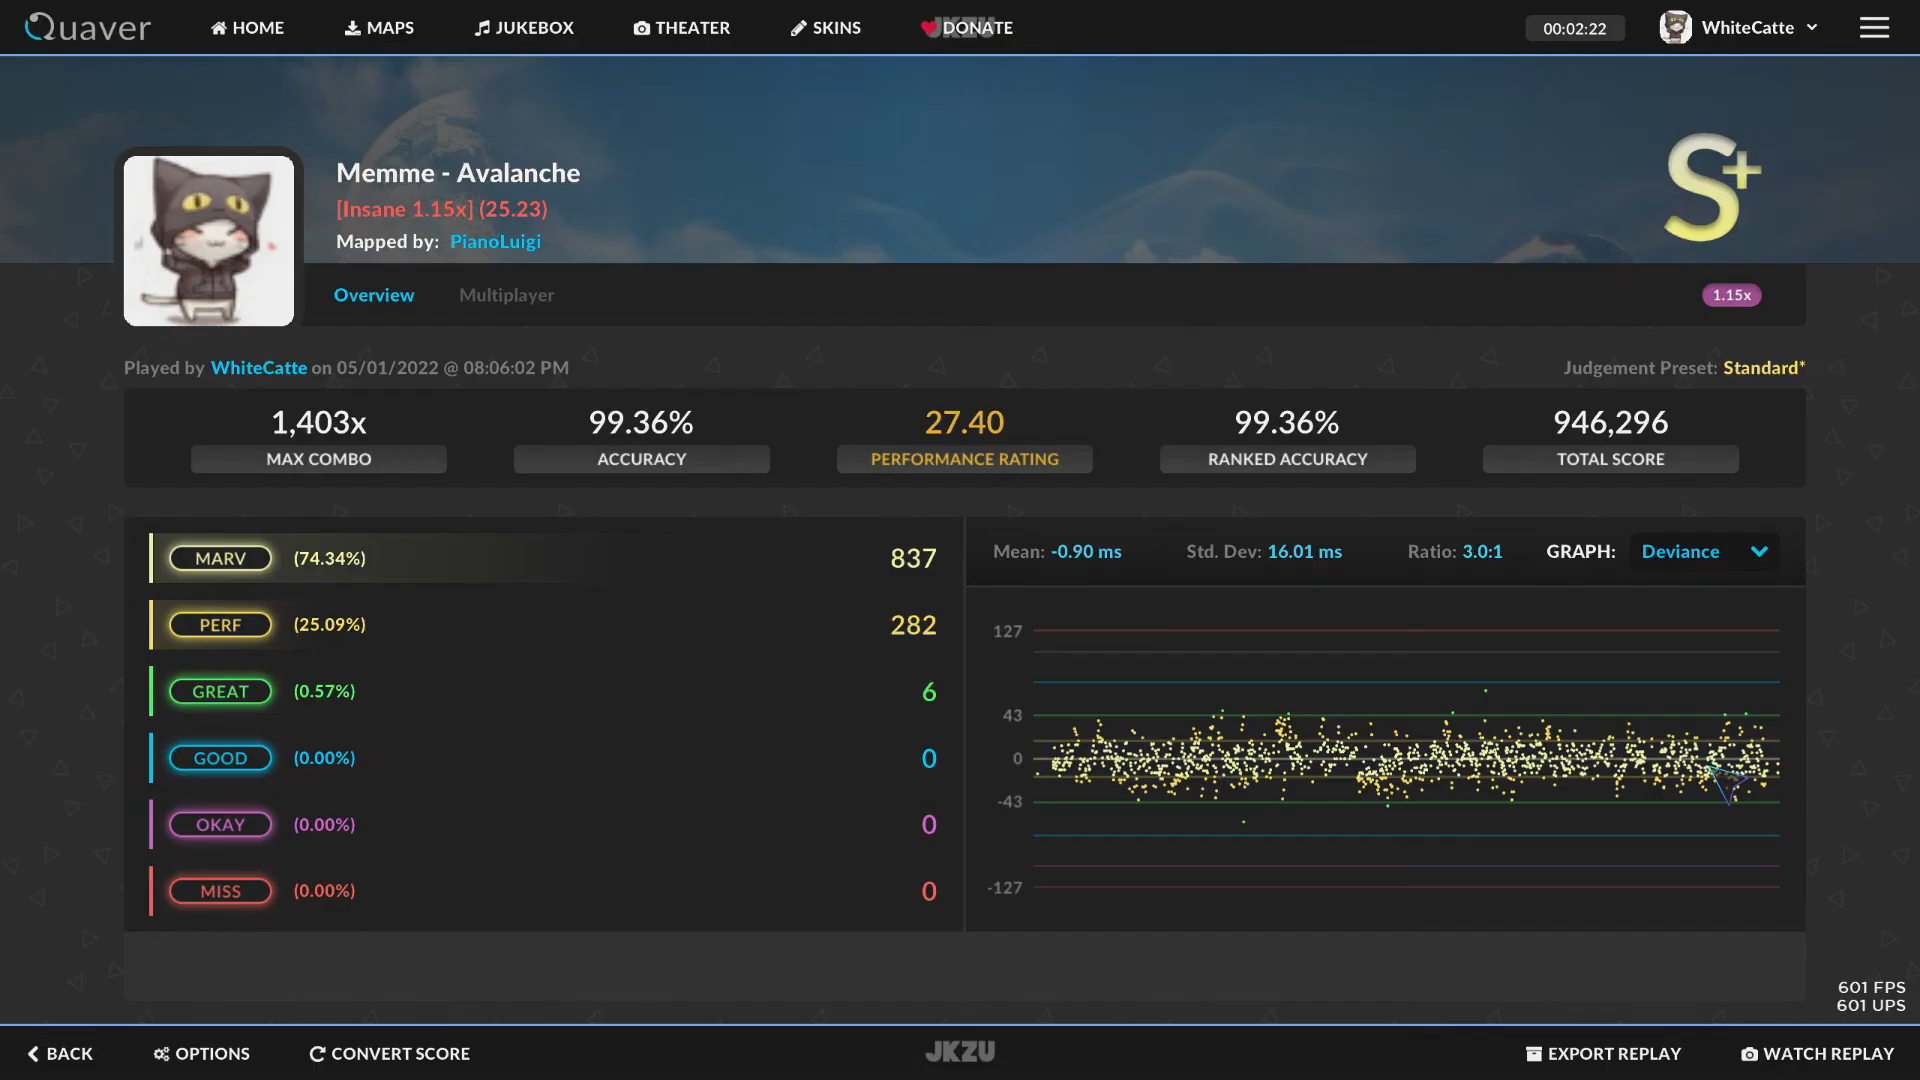 Quaver
HOME
MAPS
JUKEBOX
THEATER
SKINS
DONATE
00:02:22
WhiteCatte
Memme - Avalanche
[Insane 1.15x] (25.23)
Mapped by: PianoLuigi
S+
Overview
Multiplayer
1.15x
Played by WhiteCatte on 05/01/2022 @ 08:06:02 PM
Judgement Preset: Standard*
1,403x
MAX COMBO
99.36%
ACCURACY
27.40
PERFORMANCE RATING
99.36%
RANKED ACCURACY
946,296
TOTAL SCORE
MARV (74.34%) 837
PERF (25.09%) 282
GREAT (0.57%) 6
GOOD (0.00%) 0
OKAY (0.00%) 0
MISS (0.00%) 0
Mean: -0.90 ms
Std. Dev: 16.01 ms
Ratio: 3.0:1
GRAPH: Deviance
127
43
0
-43
-127
601 FPS
601 UPS
BACK
OPTIONS
CONVERT SCORE
JKZU
EXPORT REPLAY
WATCH REPLAY